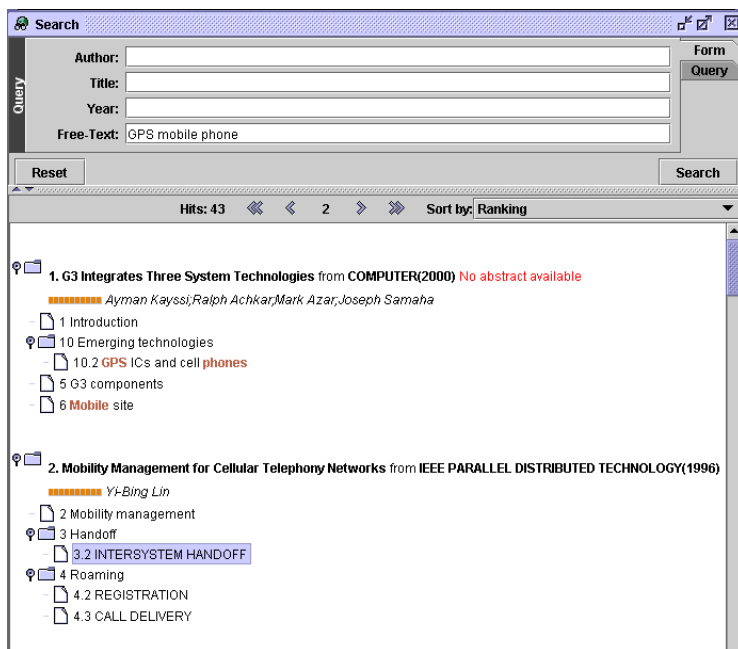 Search
Author:
Form
Title:
Query
Query
Year:
Free-Text: GPS mobile phone
Reset
Search
Hits: 43 2 Sort by: Ranking
1. G3 Integrates Three System Technologies from COMPUTER(2000) No abstract available
Ayman Kayssi;Ralph Achkar;Mark Azar;Joseph Samaha
1 Introduction
10 Emerging technologies
10.2 GPS ICs and cell phones
5 G3 components
6 Mobile site
2. Mobility Management for Cellular Telephony Networks from IEEE PARALLEL DISTRIBUTED TECHNOLOGY(1996)
Yi-Bing Lin
2 Mobility management
3 Handoff
3.2 INTERSYSTEM HANDOFF
4 Roaming
4.2 REGISTRATION
4.3 CALL DELIVERY